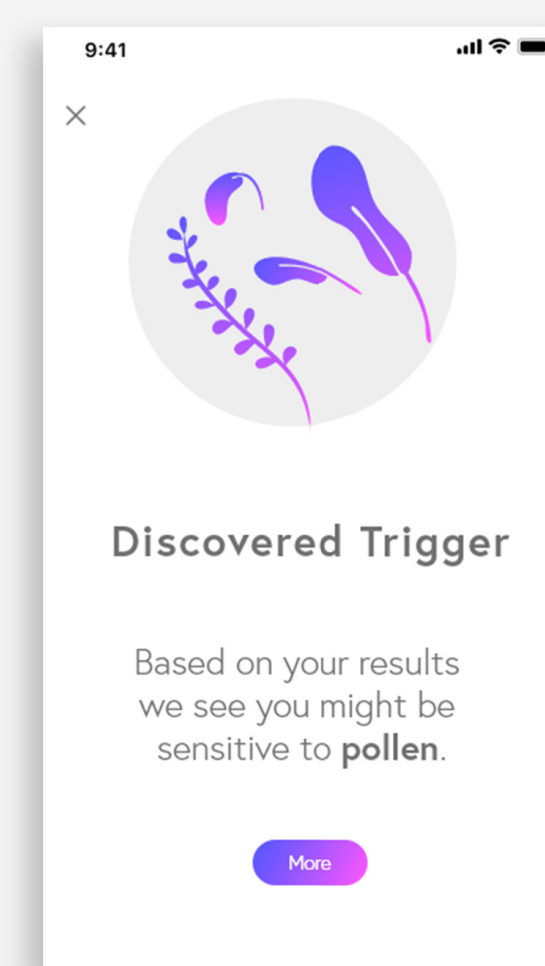 9:41
Discovered Trigger
Based on your results
we see you might be
sensitive to pollen.
More